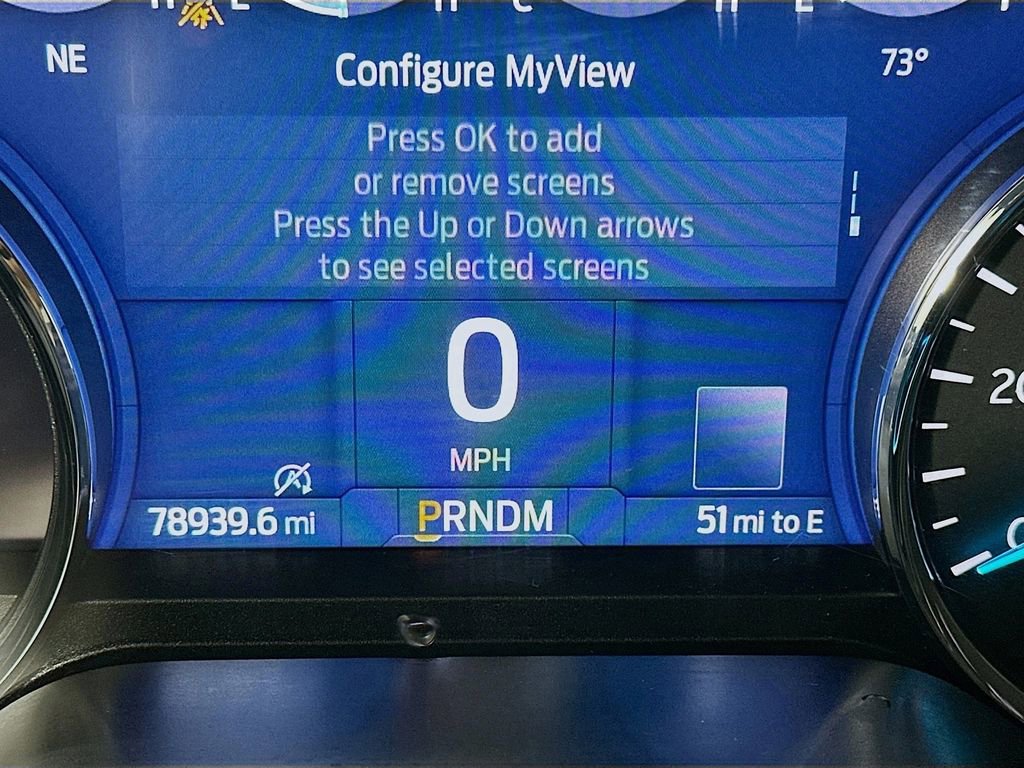 NE
73°
Configure MyView
Press OK to add
or remove screens
Press the Up or Down arrows
to see selected screens
0
MPH
78939.6 mi
PRNDM
51 mi to E